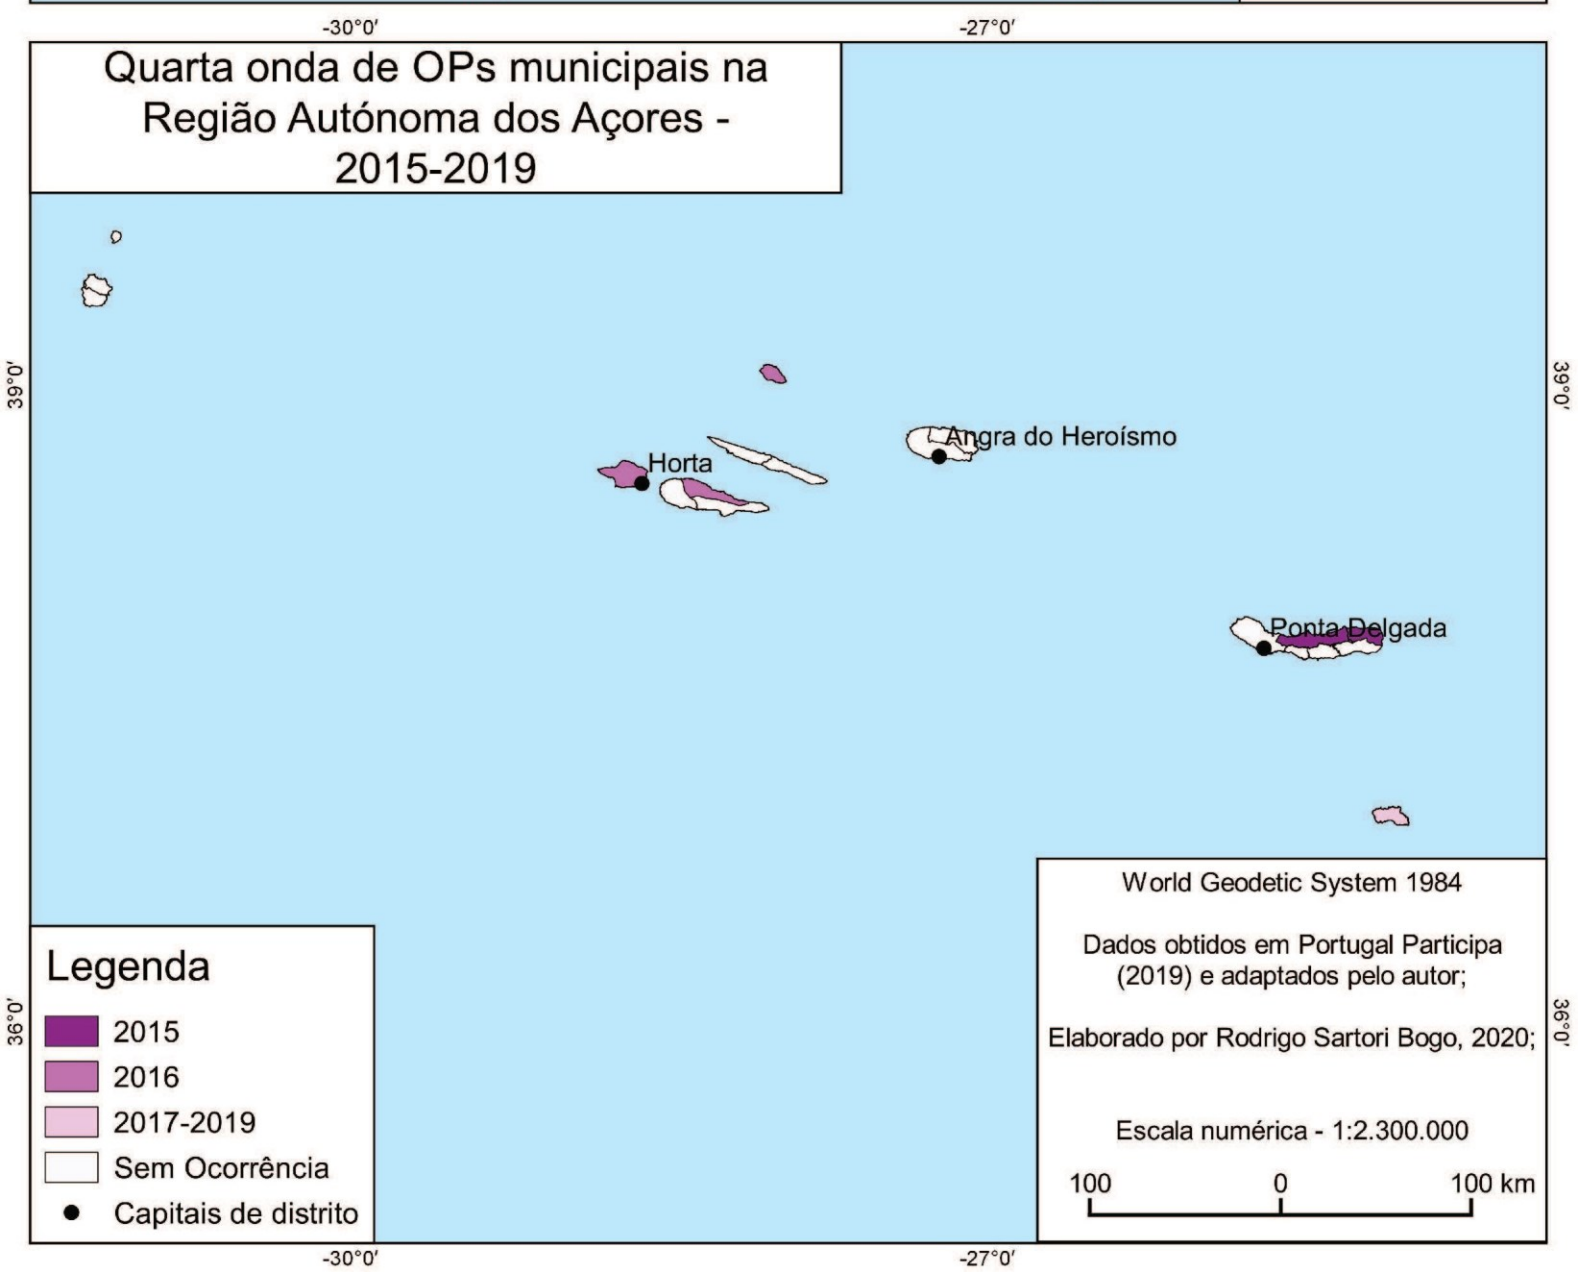 -30°0′ -27°0′
Quarta onda de OPs municipais na
Região Autónoma dos Açores -
2015-2019
39°0′ 39°0′
Angra do Heroísmo
Horta
Ponta Delgada
World Geodetic System 1984
Dados obtidos em Portugal Participa
(2019) e adaptados pelo autor;
Elaborado por Rodrigo Sartori Bogo, 2020;
Escala numérica - 1:2.300.000
100 0 100 km
Legenda
2015
2016
2017-2019
Sem Ocorrência
Capitais de distrito
36°0′ 36°0′
-30°0′ -27°0′